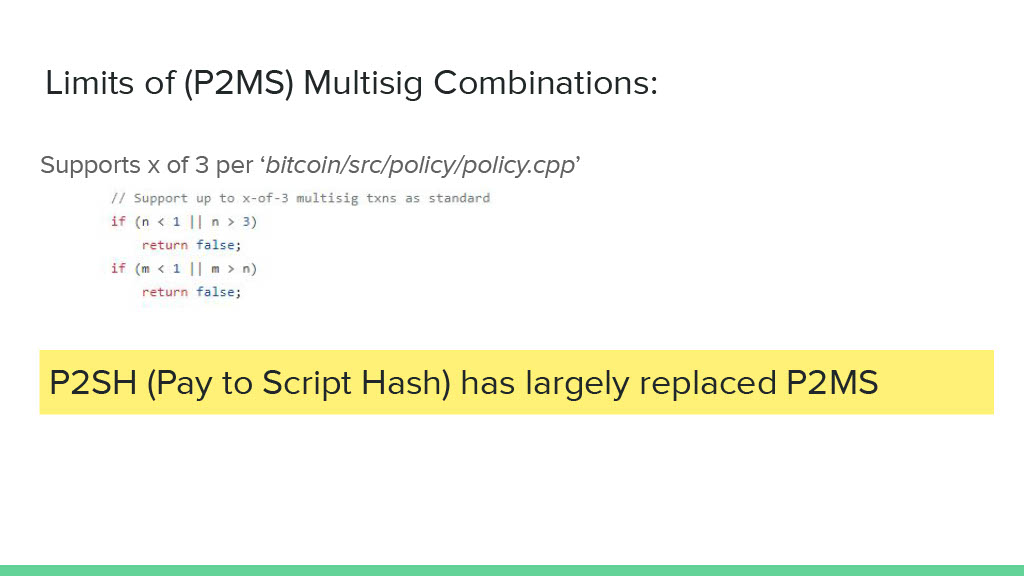 Limits of (P2MS) Multisig Combinations:
Supports x of 3 per ‘bitcoin/src/policy/policy.cpp’
// Support up to x-of-3 multisig txns as standard
if (n < 1 || n > 3)
    return false;
if (m < 1 || m > n)
    return false;
P2SH (Pay to Script Hash) has largely replaced P2MS